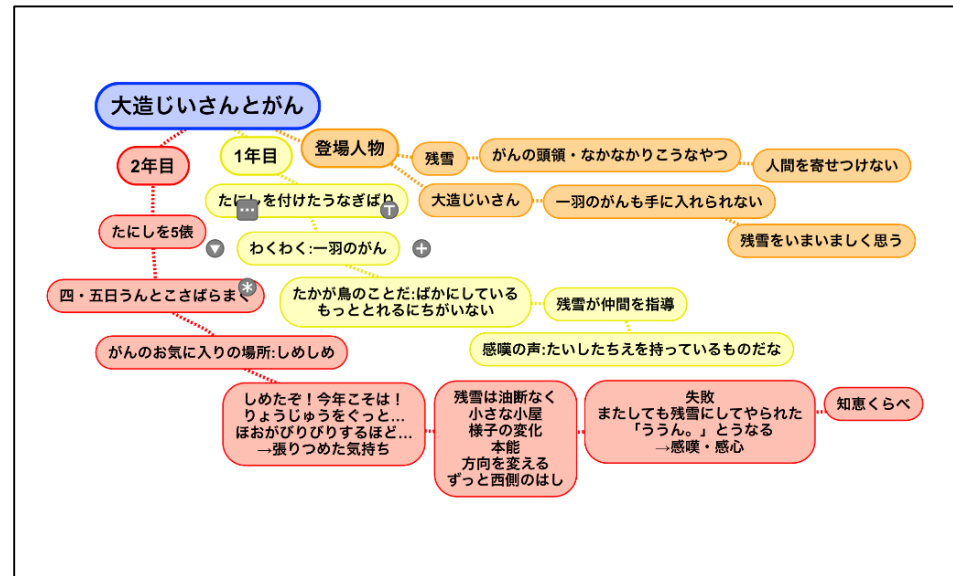 大造じいさんとがん
登場人物
残雪
がんの頭領・なかなかりこうなやつ
人間を寄せつけない
大造じいさん
一羽のがんも手に入れられない
残雪をいまいましく思う
1年目
たにしを付けたうなぎばり
わくわく:一羽のがん
たかが鳥のことだ:ばかにしている
もっととれるにちがいない
残雪が仲間を指導
感嘆の声:たいしたちえを持っているものだな
2年目
たにしを5俵
四・五日うんとこさばらまく
がんのお気に入りの場所:しめしめ
しめたぞ！今年こそは！
りょうじゅうをぐっと…
ほおがびりびりするほど…
→張りつめた気持ち
残雪は油断なく
小さな小屋
様子の変化
本能
方向を変える
ずっと西側のはし
失敗
またしても残雪にしてやられた
「ううん。」とうなる
→感嘆・感心
知恵くらべ